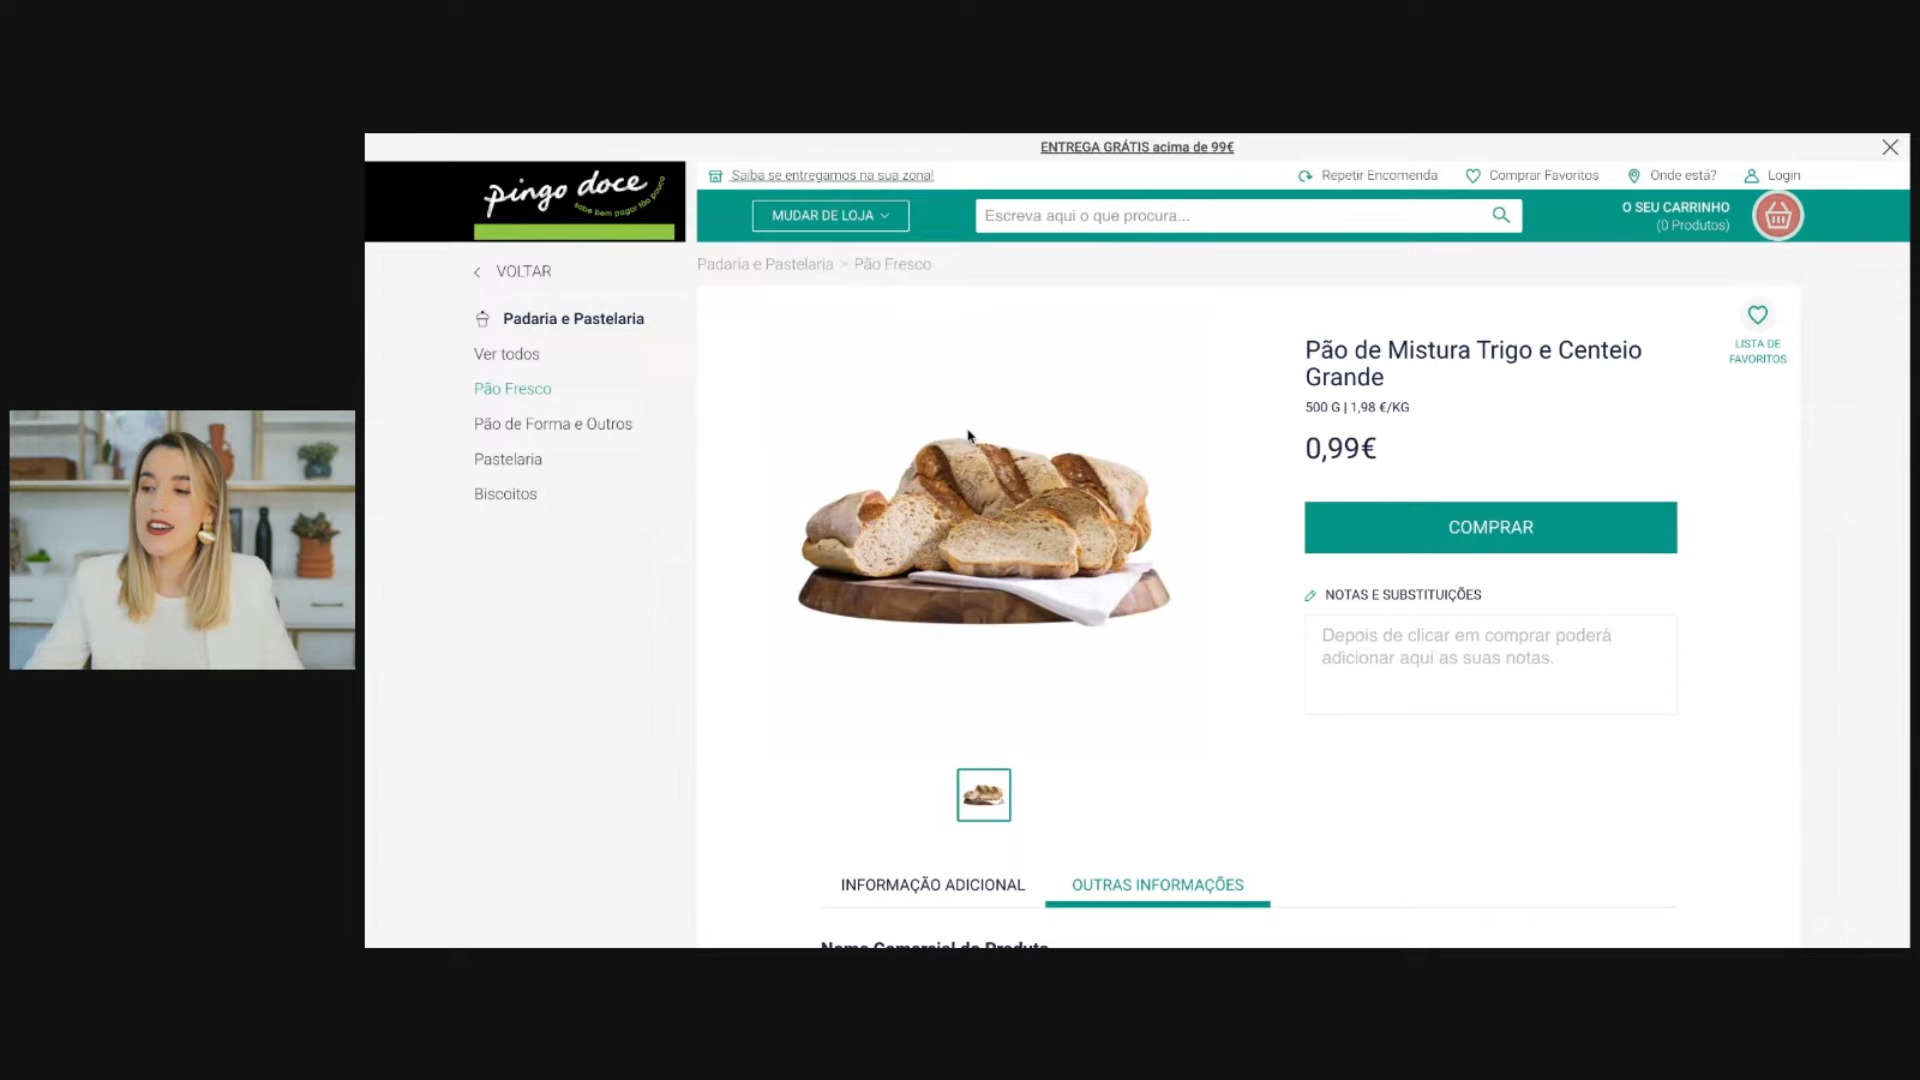 ENTREGA GRÁTIS acima de 99€
pingo doce
sabe bem pagar tão pouco
Saiba se entregamos na sua zona!
Repetir Encomenda
Comprar Favoritos
Onde está?
Login
MUDAR DE LOJA
Escreva aqui o que procura...
O SEU CARRINHO
(0 Produtos)
VOLTAR
Padaria e Pastelaria > Pão Fresco
Padaria e Pastelaria
Ver todos
Pão Fresco
Pão de Forma e Outros
Pastelaria
Biscoitos
LISTA DE
FAVORITOS
Pão de Mistura Trigo e Centeio
Grande
500 G | 1,98 €/KG
0,99€
COMPRAR
NOTAS E SUBSTITUIÇÕES
Depois de clicar em comprar poderá
adicionar aqui as suas notas.
INFORMAÇÃO ADICIONAL
OUTRAS INFORMAÇÕES
Nome Comercial do Produto